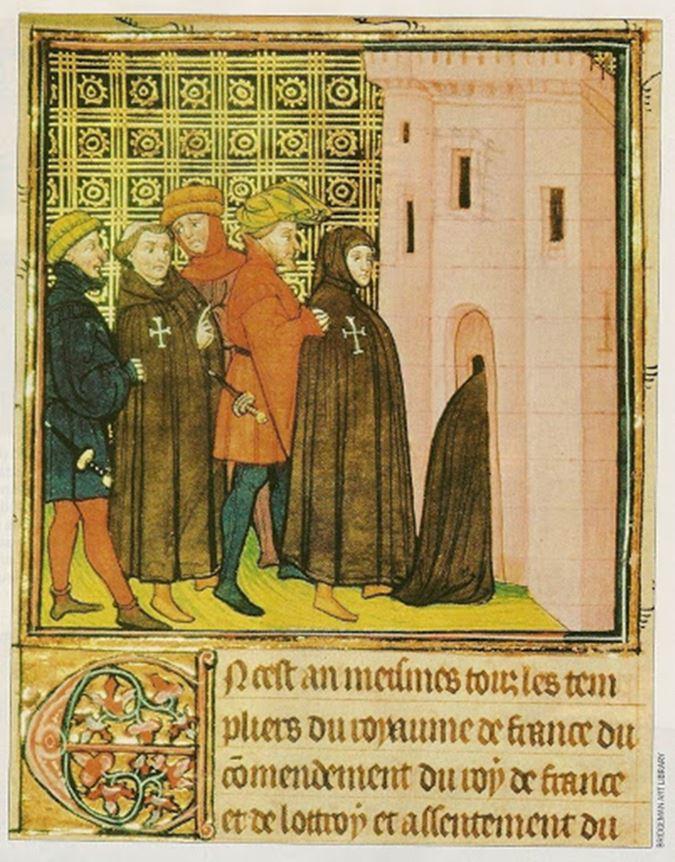 En cest an meismes touz les tem
pliers du royaume de france du
cōmendement du roy de france
et de lottroy et assentement du
BRIDGEMAN ART LIBRARY